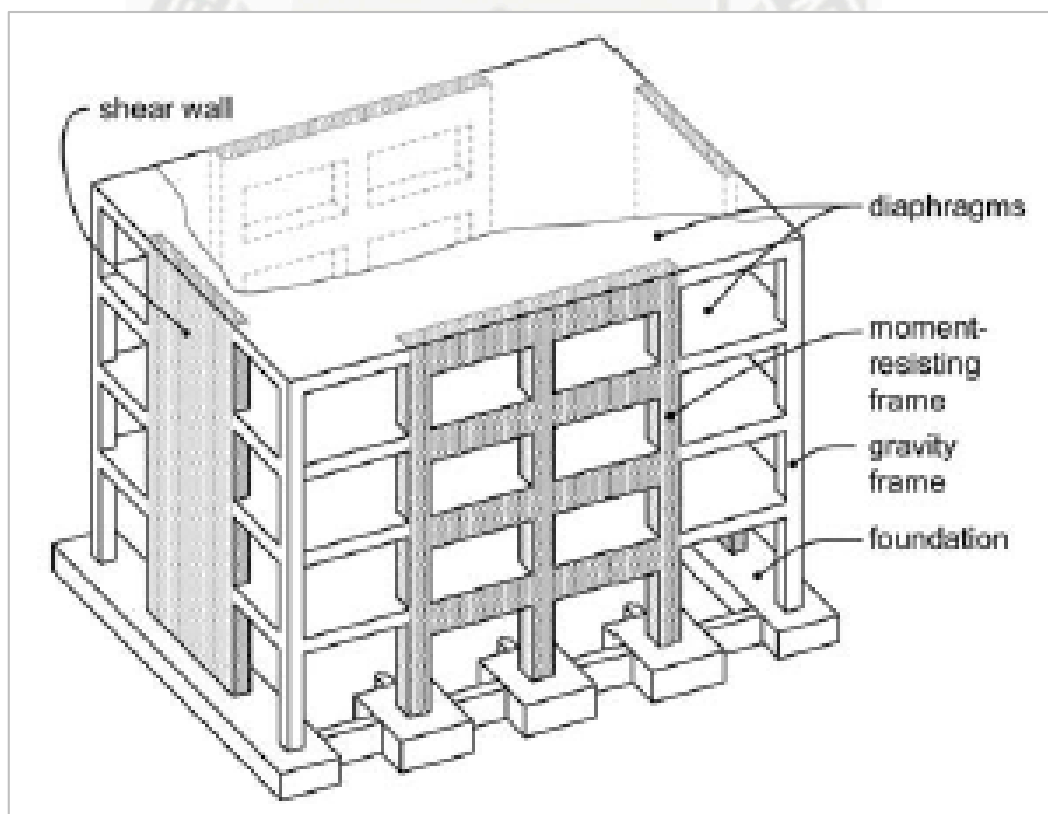 shear wall
diaphragms
moment-
resisting
frame
gravity
frame
foundation